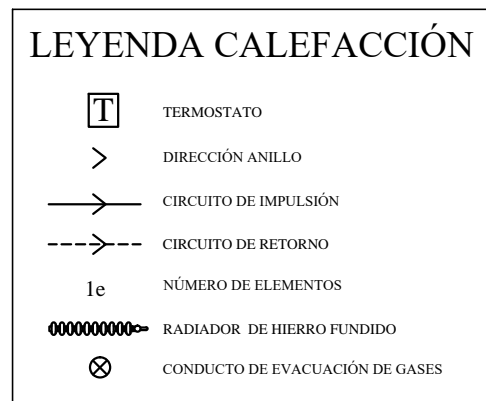 LEYENDA CALEFACCIÓN
T TERMOSTATO
DIRECCIÓN ANILLO
CIRCUITO DE IMPULSIÓN
CIRCUITO DE RETORNO
1e NÚMERO DE ELEMENTOS
RADIADOR DE HIERRO FUNDIDO
CONDUCTO DE EVACUACIÓN DE GASES